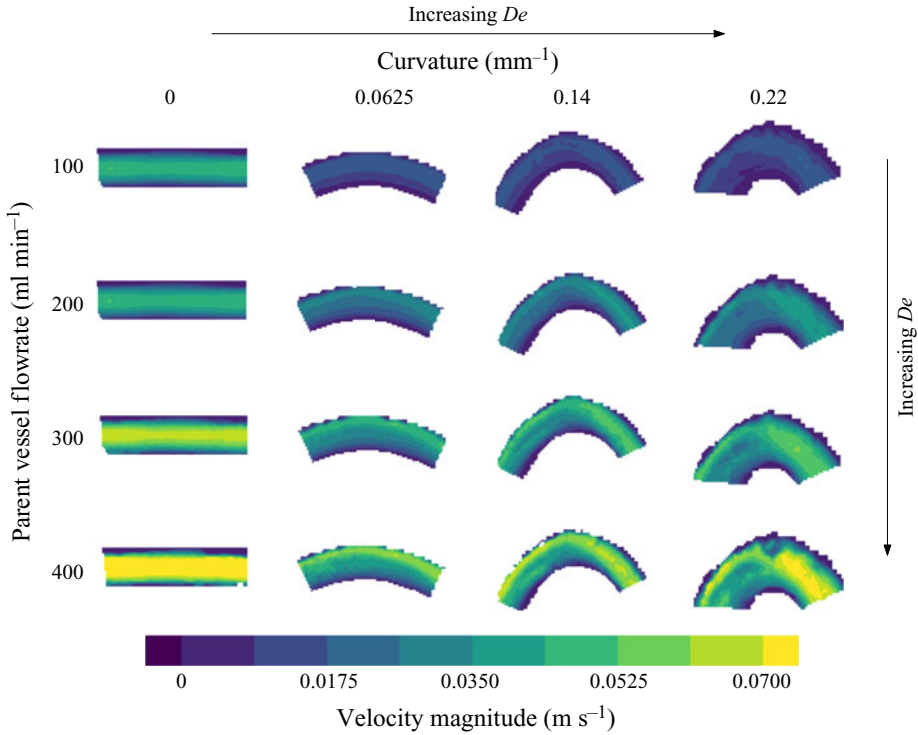 Increasing De
Curvature (mm⁻¹)
0 0.0625 0.14 0.22
Parent vessel flowrate (ml min⁻¹)
100
200
300
400
Increasing De
0 0.0175 0.0350 0.0525 0.0700
Velocity magnitude (m s⁻¹)